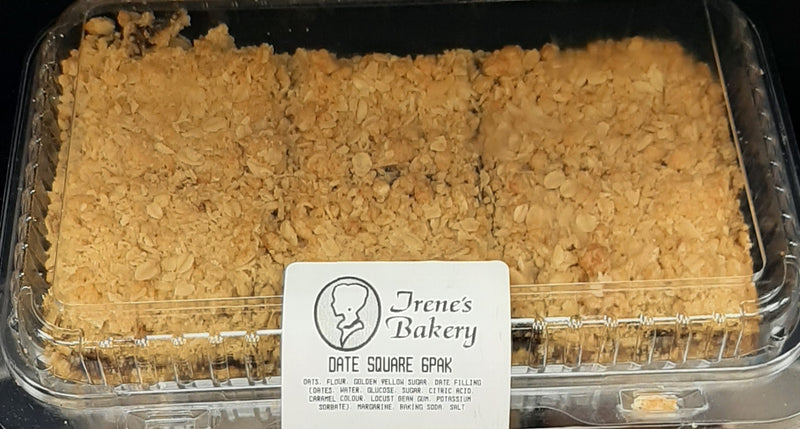 Irene's
Bakery
DATE SQUARE 6PAK
OATS. FLOUR. GOLDEN YELLOW SUGAR. DATE FILLING
(DATES. WATER. GLUCOSE. SUGAR. CITRIC ACID.
CARAMEL COLOUR. LOCUST BEAN GUM. POTASSIUM
SORBATE). MARGARINE. BAKING SODA. SALT